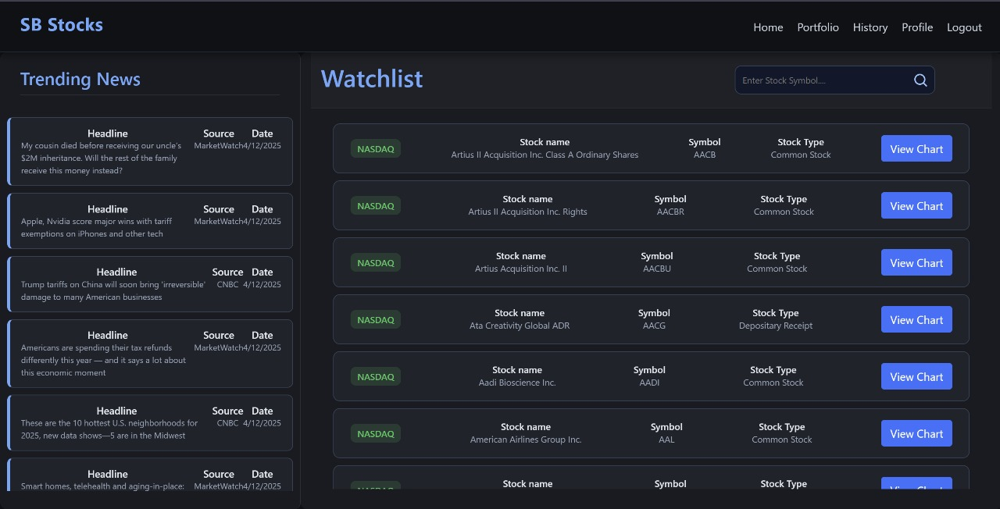 SB Stocks
Home Portfolio History Profile Logout
Trending News
Headline Source Date
My cousin died before receiving our uncle's MarketWatch4/12/2025
$2M inheritance. Will the rest of the family
receive this money instead?
Headline Source Date
Apple, Nvidia score major wins with tariff MarketWatch4/12/2025
exemptions on iPhones and other tech
Headline Source Date
Trump tariffs on China will soon bring 'irreversible' CNBC 4/12/2025
damage to many American businesses
Headline Source Date
Americans are spending their tax refunds MarketWatch4/12/2025
differently this year — and it says a lot about
this economic moment
Headline Source Date
These are the 10 hottest U.S. neighborhoods for CNBC 4/12/2025
2025, new data shows—5 are in the Midwest
Headline Source Date
Smart homes, telehealth and aging-in-place: MarketWatch4/12/2025
Watchlist
Enter Stock Symbol....
Stock name Symbol Stock Type
NASDAQ Artius II Acquisition Inc. Class A Ordinary Shares AACB Common Stock View Chart
Stock name Symbol Stock Type
NASDAQ Artius II Acquisition Inc. Rights AACBR Common Stock View Chart
Stock name Symbol Stock Type
NASDAQ Artius Acquisition Inc. II AACBU Common Stock View Chart
Stock name Symbol Stock Type
NASDAQ Ata Creativity Global ADR AACG Depositary Receipt View Chart
Stock name Symbol Stock Type
NASDAQ Aadi Bioscience Inc. AADI Common Stock View Chart
Stock name Symbol Stock Type
NASDAQ American Airlines Group Inc. AAL Common Stock View Chart
Stock name Symbol Stock Type
NASDAQ View Chart